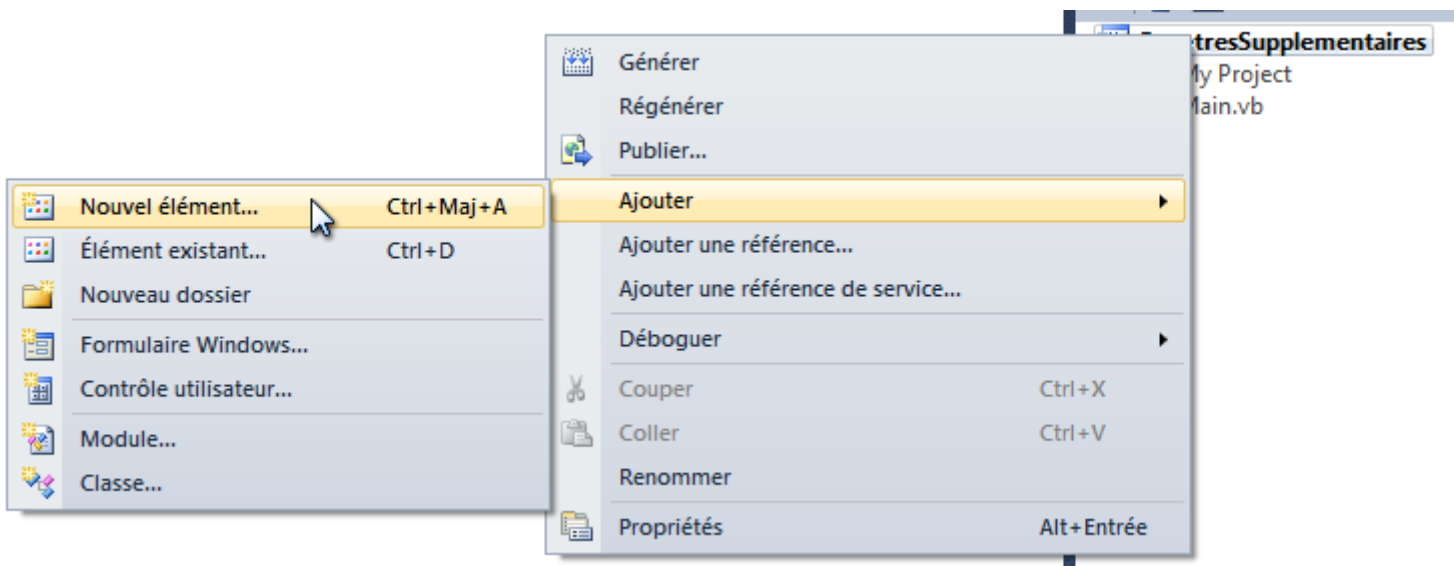 tresSupplementaires
My Project
Main.vb
Générer
Régénérer
Publier...
Ajouter
Ajouter une référence...
Ajouter une référence de service...
Déboguer
Couper Ctrl+X
Coller Ctrl+V
Renommer
Propriétés Alt+Entrée
Nouvel élément... Ctrl+Maj+A
Élément existant... Ctrl+D
Nouveau dossier
Formulaire Windows...
Contrôle utilisateur...
Module...
Classe...